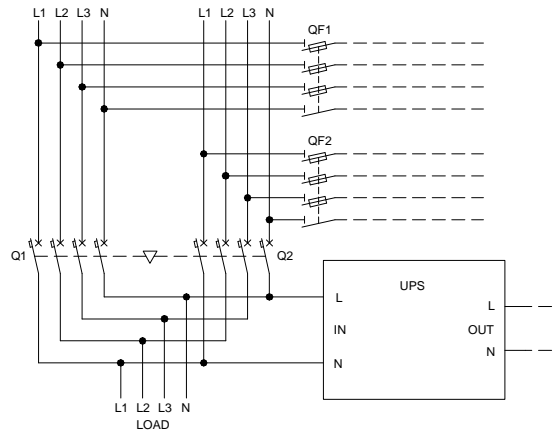 L1 L2 L3 N L1 L2 L3 N
QF1
QF2
Q1 Q2
UPS
L L
IN OUT
N N
L1 L2 L3 N
LOAD